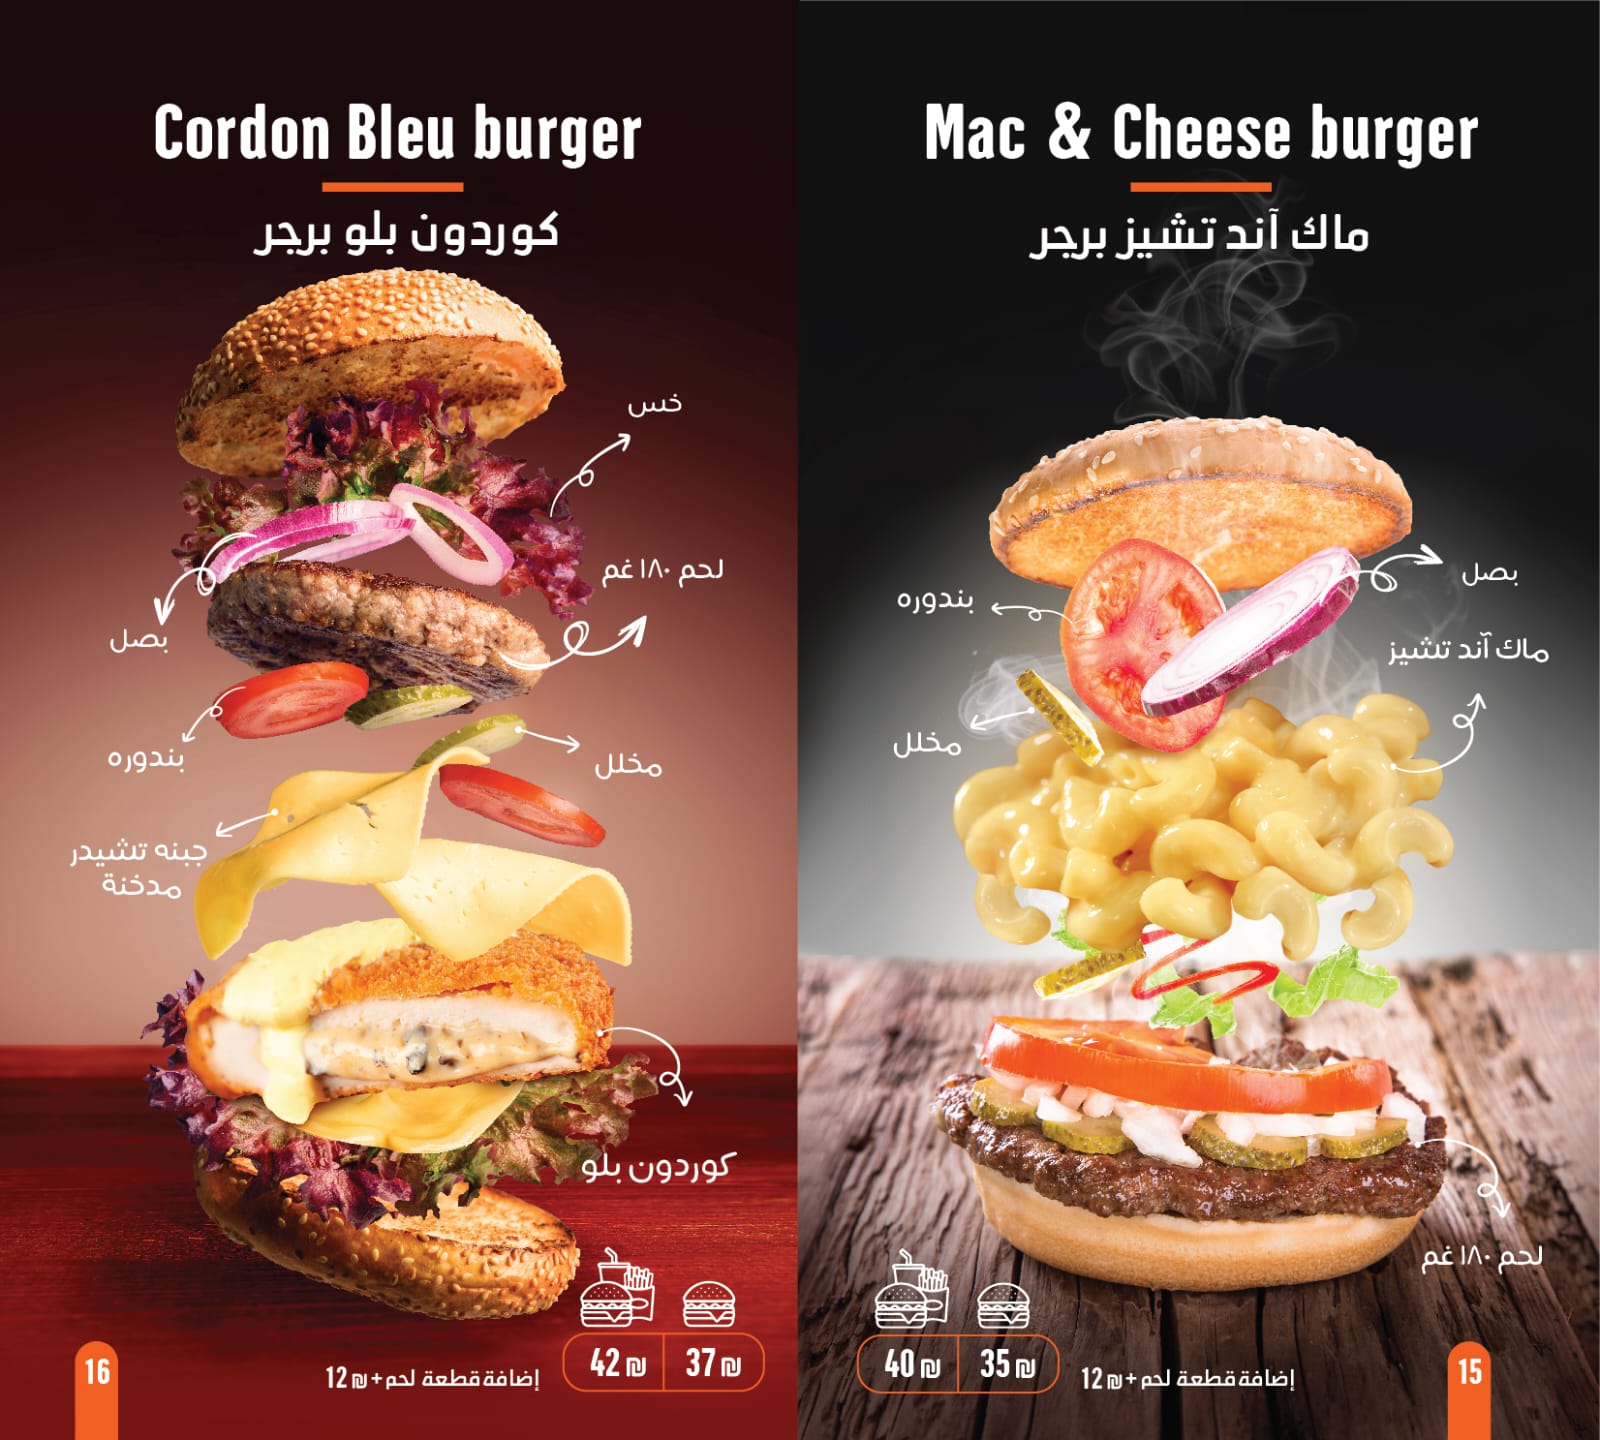 Mac & Cheese burger
ماك آند تشيز برجر
بصل
بندوره
ماك آند تشيز
مخلل
لحم ١٨٠ غم
40 ₪
35 ₪
إضافة قطعة لحم + ₪ 12
15
Cordon Bleu burger
كوردون بلو برجر
خس
لحم ١٨٠ غم
بصل
بندوره
مخلل
جبنه تشيدر
مدخنة
كوردون بلو
42 ₪
37 ₪
إضافة قطعة لحم + ₪ 12
16